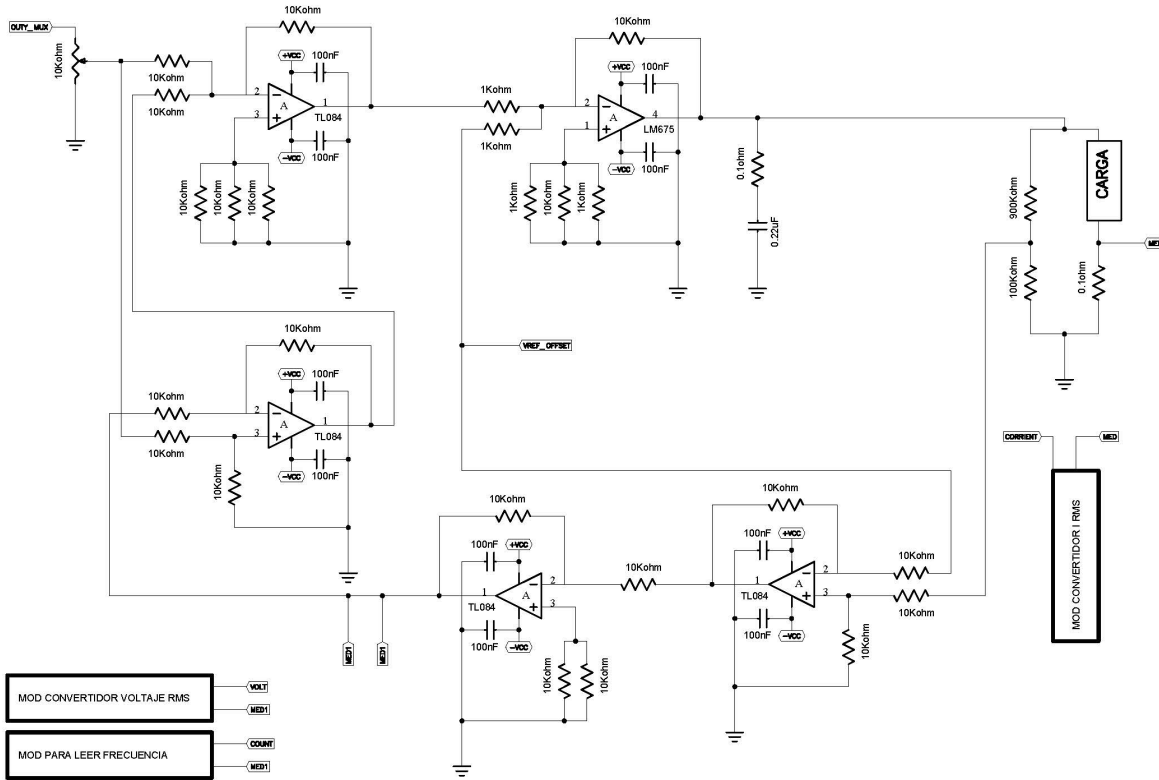 OUTY_MUX
10Kohm
10Kohm
10Kohm
10Kohm
10Kohm
+VCC
100nF
2
3
1
A
TL084
-VCC
100nF
10Kohm
10Kohm
10Kohm
1Kohm
1Kohm
10Kohm
+VCC
100nF
2
1
4
A
LM675
-VCC
100nF
1Kohm
10Kohm
1Kohm
0.1ohm
0.22uF
900Kohm
100Kohm
CARGA
0.1ohm
VREF_OFFSET
10Kohm
10Kohm
10Kohm
10Kohm
+VCC
100nF
2
3
1
A
TL084
-VCC
100nF
CORRIENT
MED
MOD CONVERTIDOR I RMS
10Kohm
100nF
+VCC
1
2
3
A
TL084
100nF
-VCC
10Kohm
10Kohm
10Kohm
10Kohm
100nF
+VCC
1
2
3
A
TL084
100nF
-VCC
10Kohm
10Kohm
10Kohm
MED1
MED1
MOD CONVERTIDOR VOLTAJE RMS
VOLT
MED1
MOD PARA LEER FRECUENCIA
COUNT
MED1